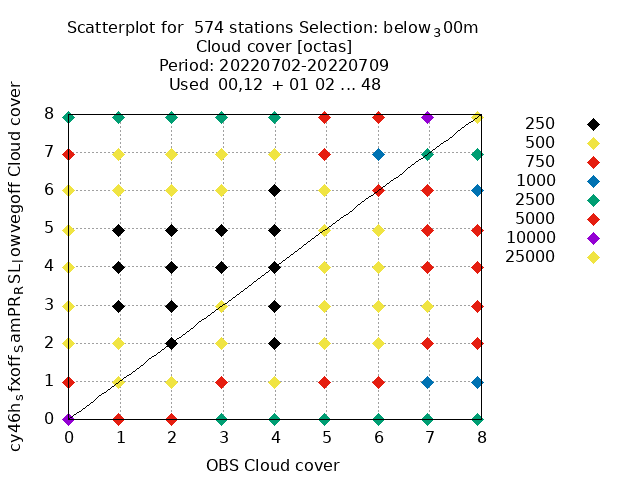 Scatterplot for 574 stations Selection: below₃00m
Cloud cover [octas]
Period: 20220702-20220709
Used 00,12 + 01 02 ... 48
cy46h₅fxoff ₛamPRʀSL|owvegoff Cloud cover
8
7
6
5
4
3
2
1
0
0 1 2 3 4 5 6 7 8
OBS Cloud cover
250
500
750
1000
2500
5000
10000
25000